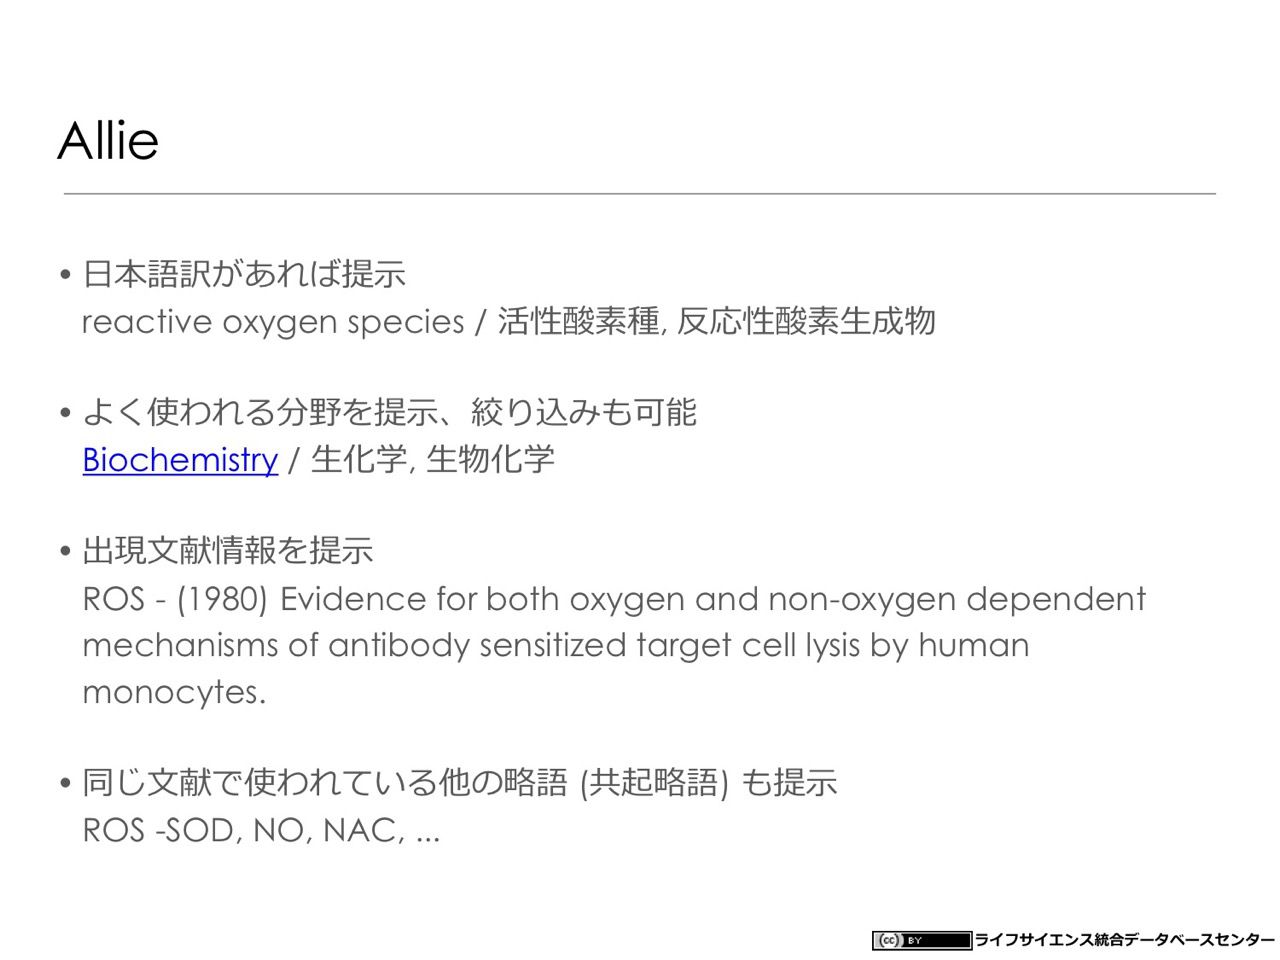 Allie
• 日本語訳があれば提示
reactive oxygen species / 活性酸素種, 反応性酸素生成物
• よく使われる分野を提示、絞り込みも可能
Biochemistry / 生化学, 生物化学
• 出現文献情報を提示
ROS - (1980) Evidence for both oxygen and non-oxygen dependent
mechanisms of antibody sensitized target cell lysis by human
monocytes.
• 同じ文献で使われている他の略語 (共起略語) も提示
ROS -SOD, NO, NAC, ...
cc BY ライフサイエンス統合データベースセンター